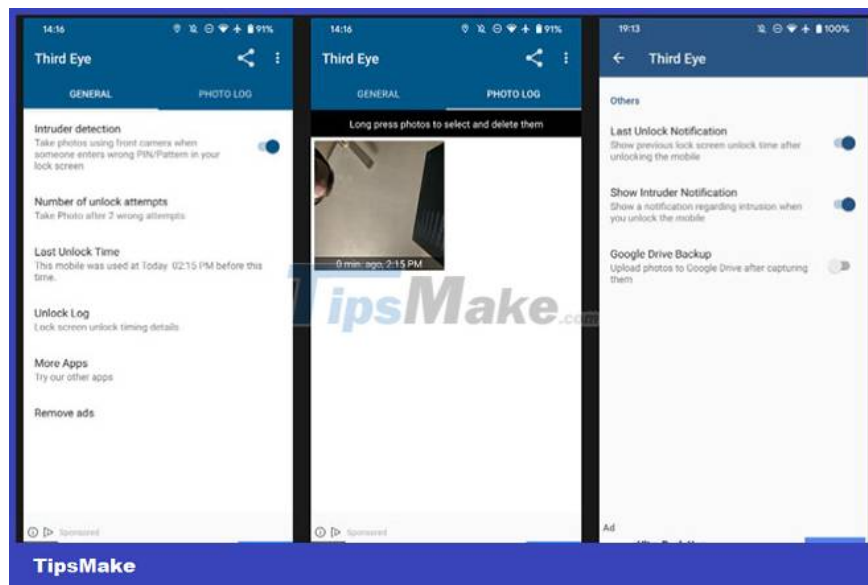 14:16
91%
Third Eye
GENERAL
PHOTO LOG
Intruder detection
Take photos using front camera when
someone enters wrong PIN/Pattern in your
lock screen
Number of unlock attempts
Take Photo after 2 wrong attempts
Last Unlock Time
This mobile was used at Today 02:15 PM before this
time.
Unlock Log
Lock screen unlock timing details
More Apps
Try our other apps
Remove ads
Sponsored
14:16
91%
Third Eye
GENERAL
PHOTO LOG
Long press photos to select and delete them
0 min. ago, 2:15 PM
Sponsored
19:13
100%
Third Eye
Others
Last Unlock Notification
Show previous lock screen unlock time after
unlocking the mobile
Show Intruder Notification
Show a notification regarding intrusion when
you unlock the mobile
Google Drive Backup
Upload photos to Google Drive after capturing
them
Ad
TipsMake.com
TipsMake